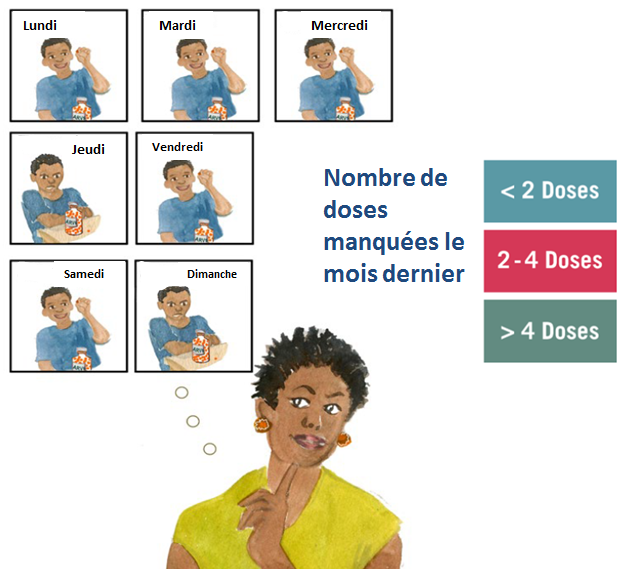 Lundi
Mardi
Mercredi
Jeudi
Vendredi
Samedi
Dimanche
Nombre de
doses
manquées le
mois dernier
< 2 Doses
2-4 Doses
> 4 Doses